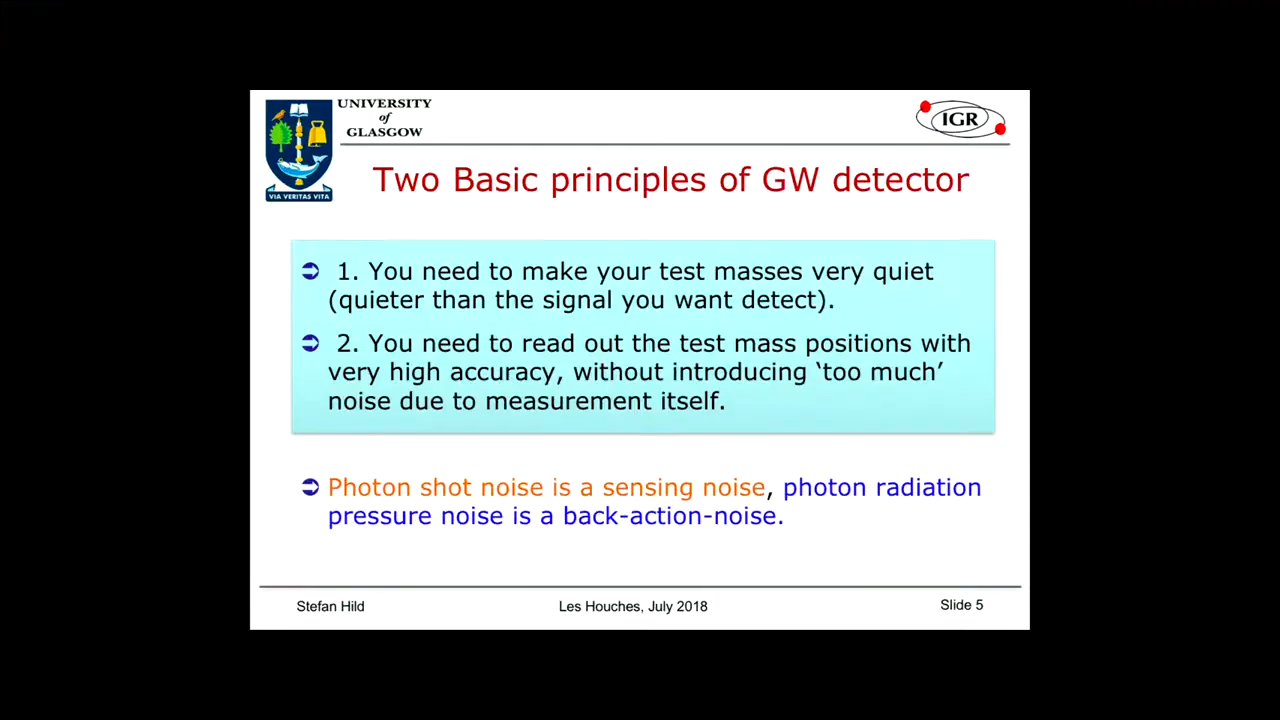 UNIVERSITY
of
GLASGOW
VIA VERITAS VITA
IGR
Two Basic principles of GW detector
1. You need to make your test masses very quiet
(quieter than the signal you want detect).
2. You need to read out the test mass positions with
very high accuracy, without introducing ‘too much’
noise due to measurement itself.
Photon shot noise is a sensing noise, photon radiation
pressure noise is a back-action-noise.
Stefan Hild
Les Houches, July 2018
Slide 5